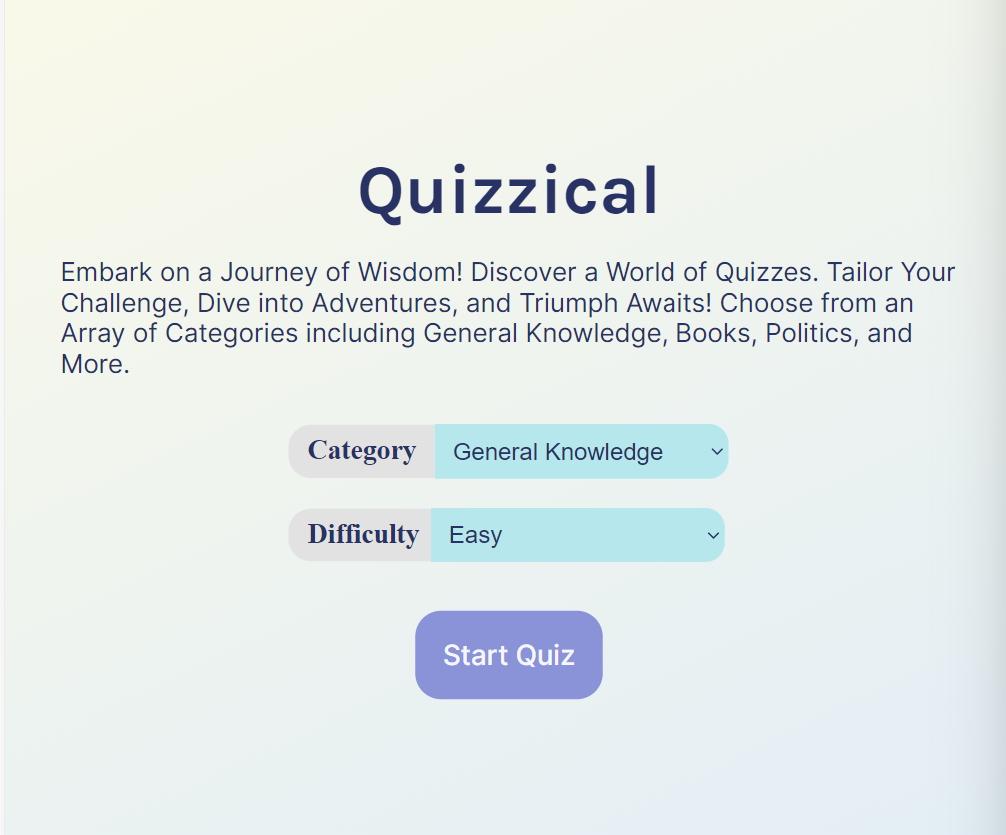 Quizzical
Embark on a Journey of Wisdom! Discover a World of Quizzes. Tailor Your
Challenge, Dive into Adventures, and Triumph Awaits! Choose from an
Array of Categories including General Knowledge, Books, Politics, and
More.
Category General Knowledge
Difficulty Easy
Start Quiz